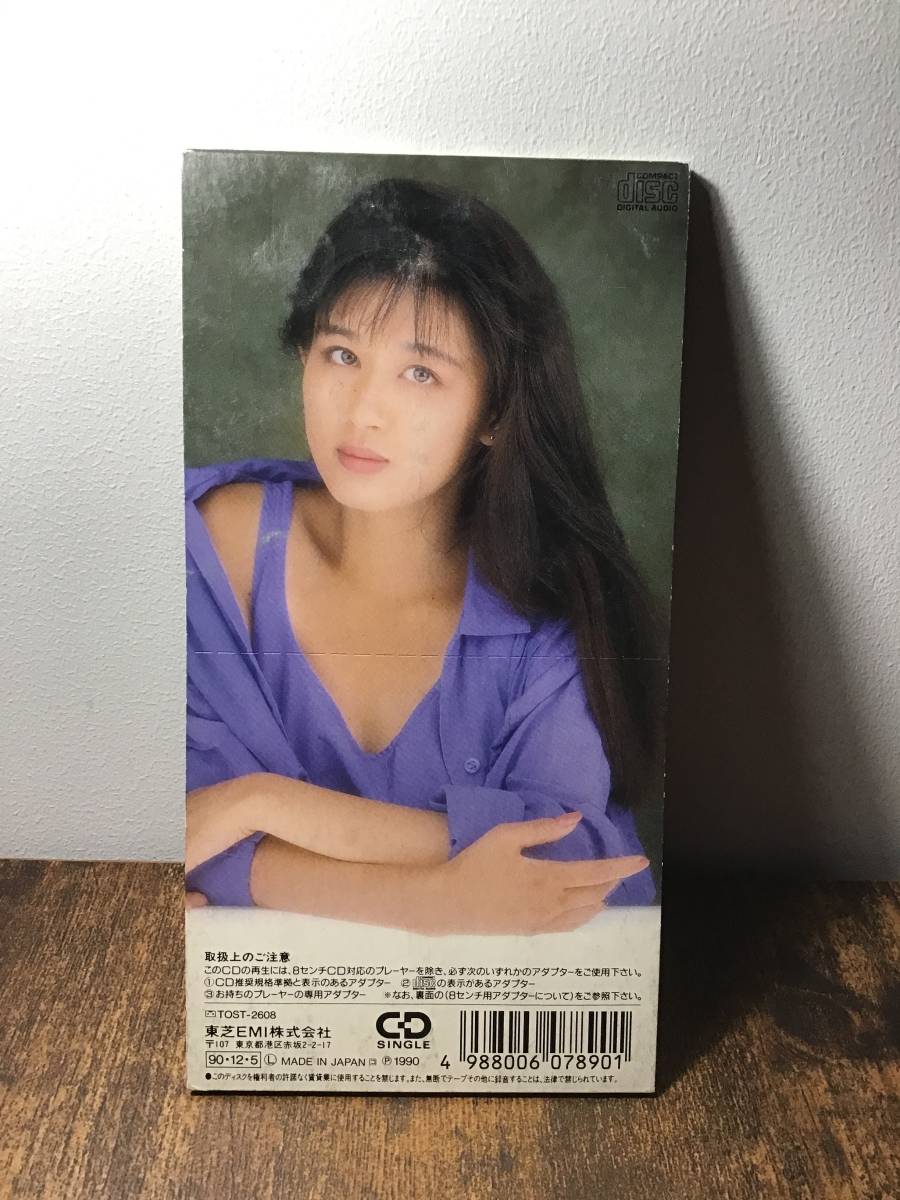 COMPACT
disc
DIGITAL AUDIO
取扱上のご注意
このCDの再生には、8センチCD対応のプレーヤーを除き、必ず次のいずれかのアダプターをご使用下さい。
①CD推奨規格準拠と表示のあるアダプター ②disc の表示があるアダプター
③お持ちのプレーヤーの専用アダプター ※なお、裏面の〈8センチ用アダプターについて〉をご参照下さい。
TOST-2608
東芝EMI株式会社
〒107 東京都港区赤坂2-2-17
90・12・5 Ⓛ MADE IN JAPAN Ⓟ 1990
CD
SINGLE
4 988006 078901
●このディスクを権利者の許諾なく賃貸業に使用することを禁じます。また、無断でテープその他に録音することは、法律で禁じられています。